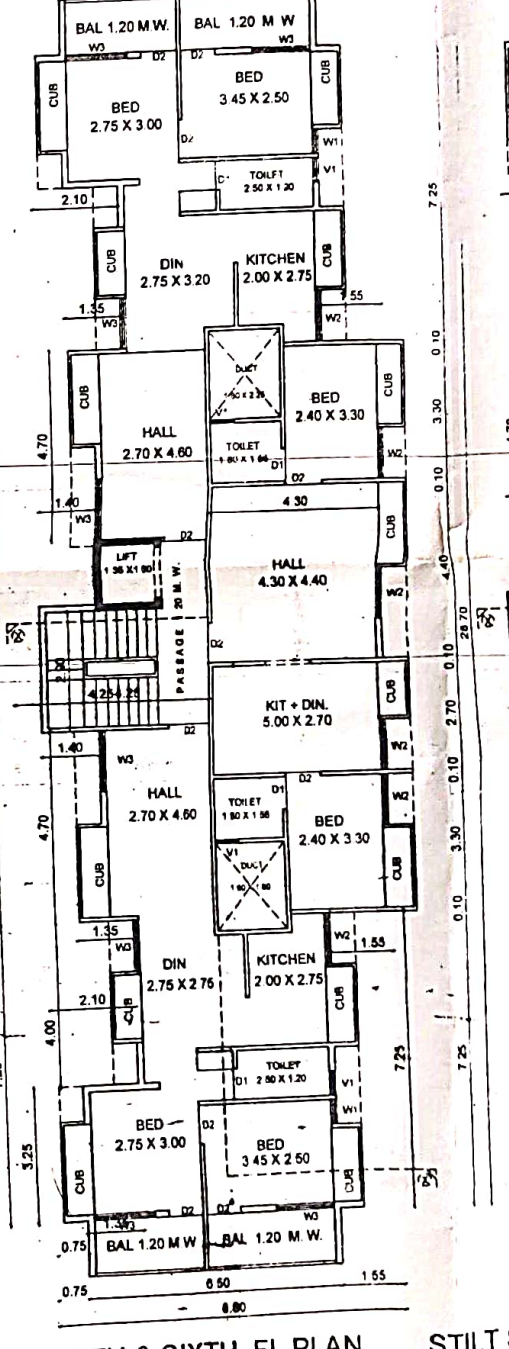 BAL 1.20 M.W.
BAL 1.20 M W
W3
D2
D2
W3
CUB
BED
2.75 X 3.00
BED
3.45 X 2.50
CUB
D2
W1
V1
TOILET
2.50 X 1.20
2.10
7.25
CUB
DIN
2.75 X 3.20
KITCHEN
2.00 X 2.75
CUB
1.35
W3
W2
0.10
DUCT
CUB
HALL
2.70 X 4.60
BED
2.40 X 3.30
CUB
3.30
4.70
V1
TOILET
D1
W2
D2
0.10
1.40
W3
4.30
CUB
D2
LIFT
HALL
4.30 X 4.40
W2
4.40
PASSAGE 1.20 M.W.
D2
28.70
0.10
KIT + DIN.
5.00 X 2.70
CUB
2.70
D2
W2
1.40
W3
0.10
HALL
2.70 X 4.60
D1
D2
TOILET
BED
2.40 X 3.30
W2
4.70
V1
DUCT
3.30
CUB
CUB
0.10
1.35
W3
DIN
2.75 X 2.75
KITCHEN
2.00 X 2.75
W2
1.55
2.10
CUB
CUB
4.00
7.25
7.25
TOILET
2.50 X 1.20
D1
V1
W1
BED
2.75 X 3.00
D2
BED
3.45 X 2.50
3.25
CUB
CUB
D2
D2
W3
W3
0.75
BAL 1.20 M W
BAL 1.20 M. W.
0.75
6.50
1.55
8.80
SIXTH FL PLAN
STILT